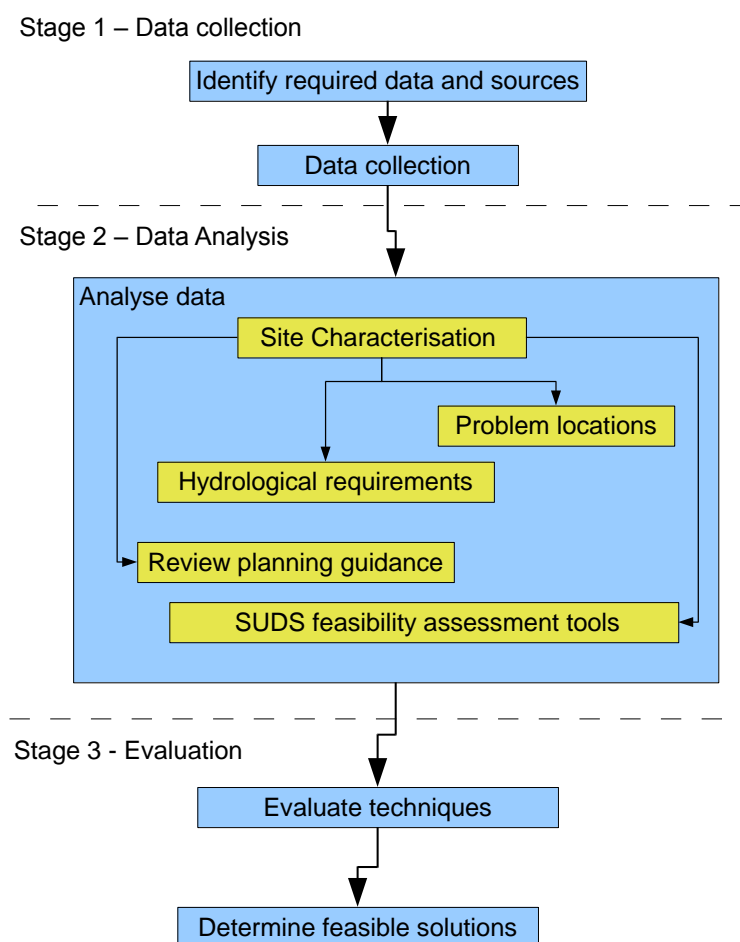 Stage 1 – Data collection
Identify required data and sources
Data collection
Stage 2 – Data Analysis
Analyse data
Site Characterisation
Problem locations
Hydrological requirements
Review planning guidance
SUDS feasibility assessment tools
Stage 3 - Evaluation
Evaluate techniques
Determine feasible solutions